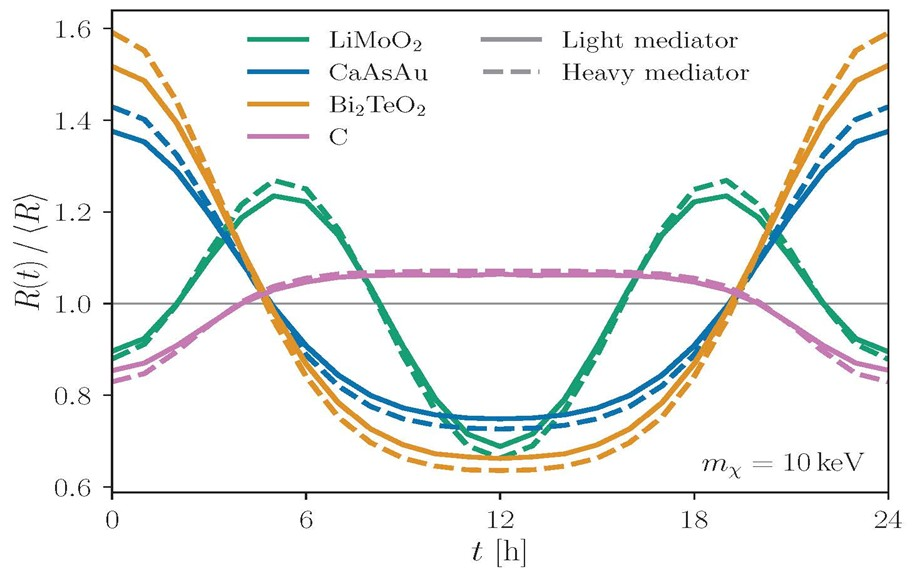 1.6
1.4
1.2
1.0
0.8
0.6
R(t) / ⟨R⟩
LiMoO₂
CaAsAu
Bi₂TeO₂
C
Light mediator
Heavy mediator
mᵪ = 10 keV
0 6 12 18 24
t [h]